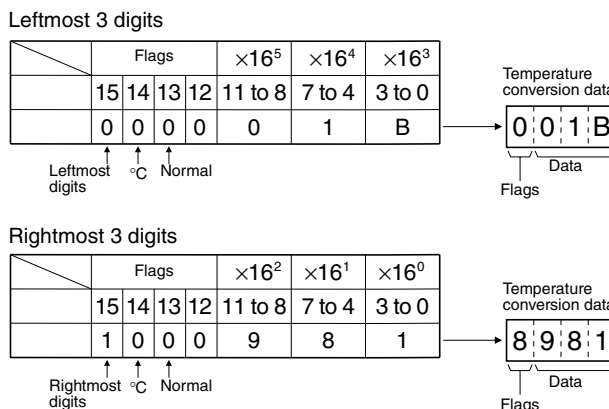 Leftmost 3 digits
Flags ×16⁵ ×16⁴ ×16³
15 14 13 12 11 to 8 7 to 4 3 to 0
0 0 0 0 0 1 B
Leftmost digits °C Normal
Temperature conversion data
0 0 1 B
Flags Data
Rightmost 3 digits
Flags ×16² ×16¹ ×16⁰
15 14 13 12 11 to 8 7 to 4 3 to 0
1 0 0 0 9 8 1
Rightmost digits °C Normal
Temperature conversion data
8 9 8 1
Flags Data